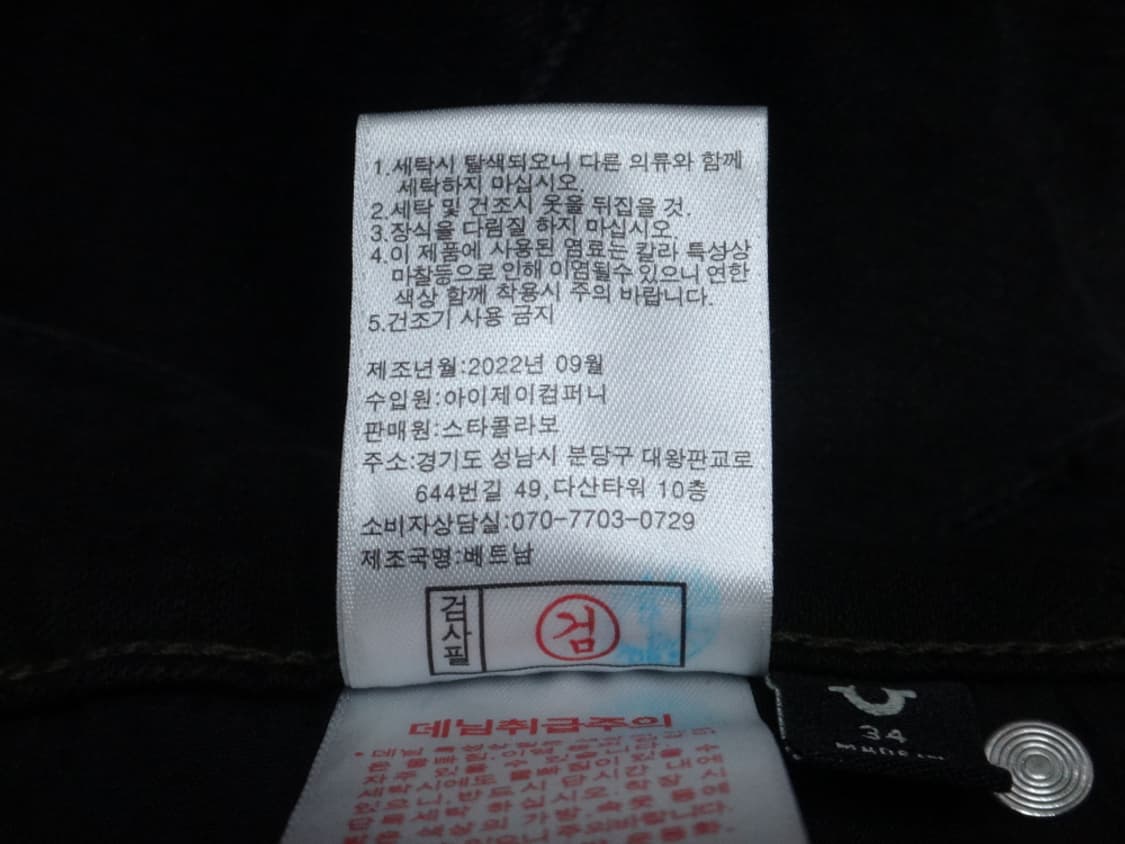 1.세탁시 탈색되오니 다른 의류와 함께
세탁하지 마십시오.
2.세탁 및 건조시 옷을 뒤집을 것.
3.장식을 다림질 하지 마십시오.
4.이 제품에 사용된 염료는 칼라 특성상
마찰등으로 인해 이염될수 있으니 연한
색상 함께 착용시 주의 바랍니다.
5.건조기 사용 금지
제조년월:2022년 09월
수입원:아이제이컴퍼니
판매원:스타콜라보
주소:경기도 성남시 분당구 대왕판교로
644번길 49,다산타워 10층
소비자상담실:070-7703-0729
제조국명:베트남
검사필
검
데님취급주의
34